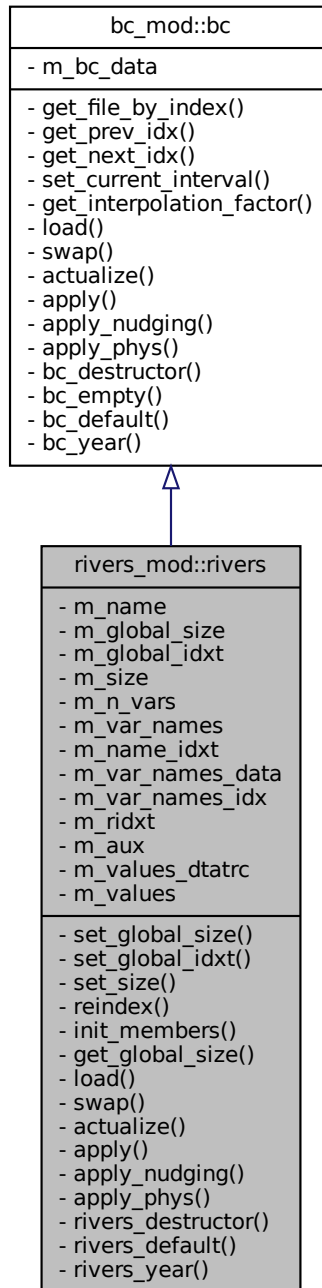 bc_mod::bc
- m_bc_data
- get_file_by_index()
- get_prev_idx()
- get_next_idx()
- set_current_interval()
- get_interpolation_factor()
- load()
- swap()
- actualize()
- apply()
- apply_nudging()
- apply_phys()
- bc_destructor()
- bc_empty()
- bc_default()
- bc_year()
rivers_mod::rivers
- m_name
- m_global_size
- m_global_idxt
- m_size
- m_n_vars
- m_var_names
- m_name_idxt
- m_var_names_data
- m_var_names_idx
- m_ridxt
- m_aux
- m_values_dtatrc
- m_values
- set_global_size()
- set_global_idxt()
- set_size()
- reindex()
- init_members()
- get_global_size()
- load()
- swap()
- actualize()
- apply()
- apply_nudging()
- apply_phys()
- rivers_destructor()
- rivers_default()
- rivers_year()